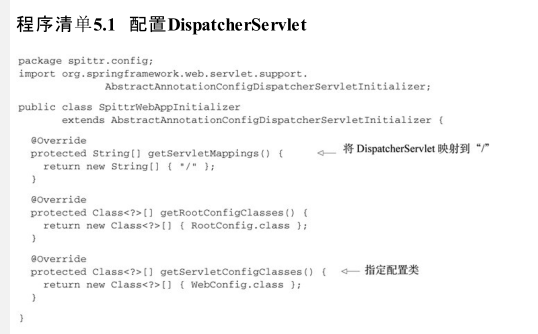 程序清单5.1 配置DispatcherServlet
package spittr.config;
import org.springframework.web.servlet.support.
AbstractAnnotationConfigDispatcherServletInitializer;
public class SpittrWebAppInitializer
extends AbstractAnnotationConfigDispatcherServletInitializer {
@Override
protected String[] getServletMappings() {
将 DispatcherServlet 映射到“/”
return new String[] { "/" };
}
@Override
protected Class<?>[] getRootConfigClasses() {
return new Class<?>[] { RootConfig.class };
}
@Override
protected Class<?>[] getServletConfigClasses() {
指定配置类
return new Class<?>[] { WebConfig.class };
}
}